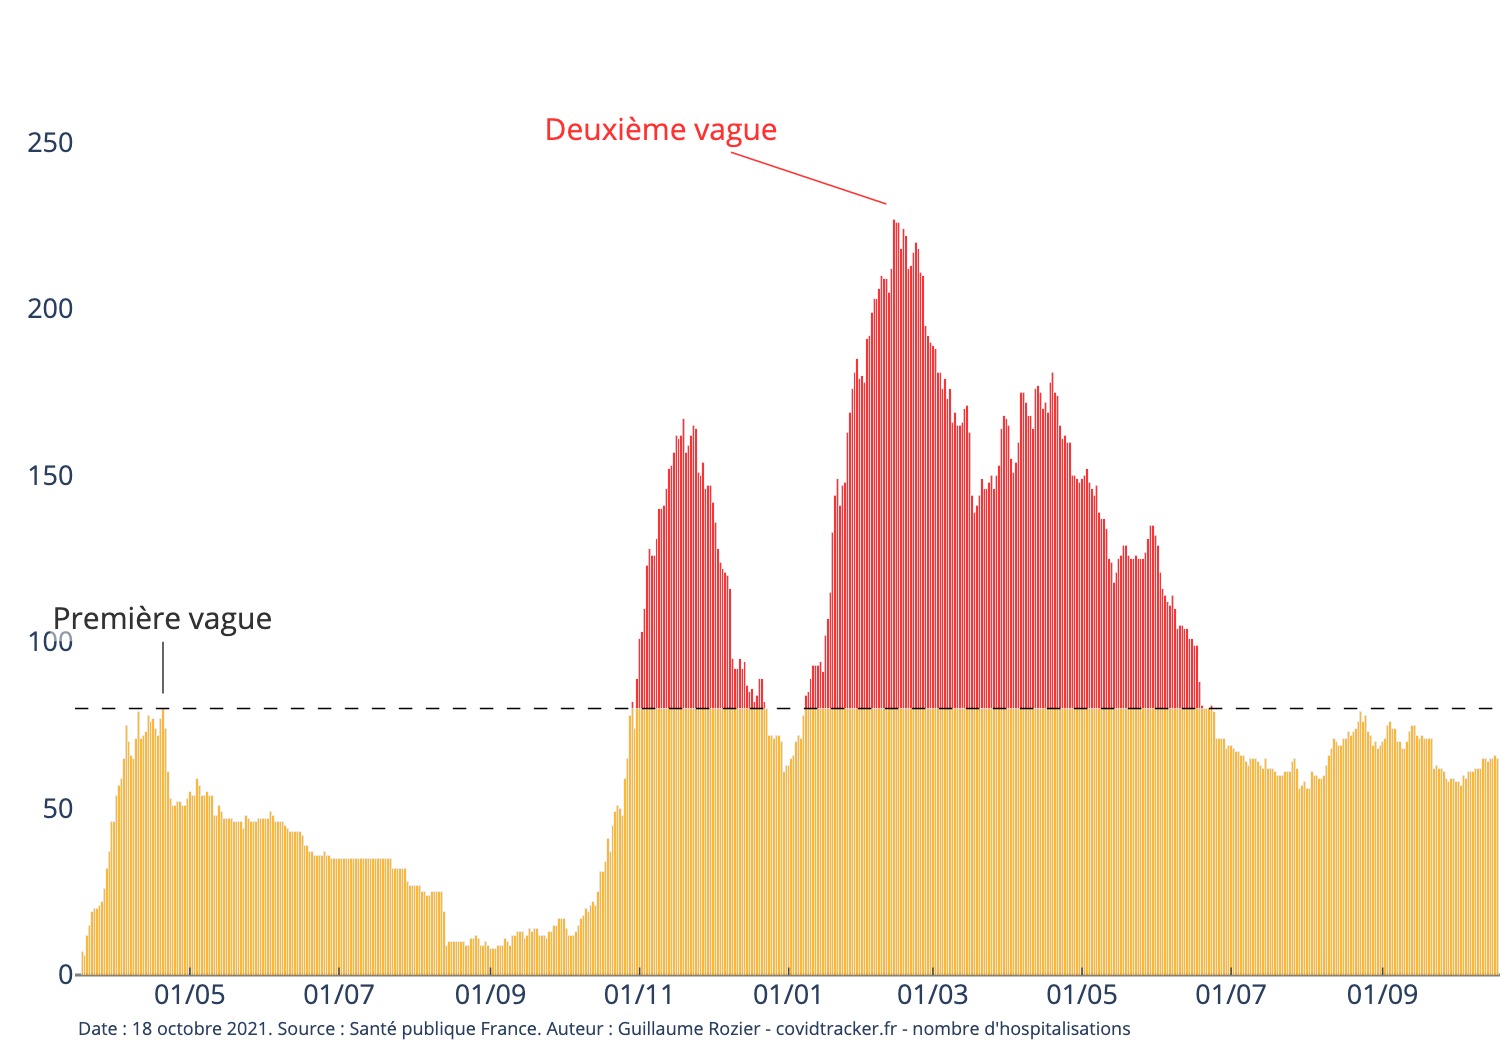 250
Deuxième vague
200
150
Première vague
100
50
0
01/05 01/07 01/09 01/11 01/01 01/03 01/05 01/07 01/09
Date : 18 octobre 2021. Source : Santé publique France. Auteur : Guillaume Rozier - covidtracker.fr - nombre d'hospitalisations